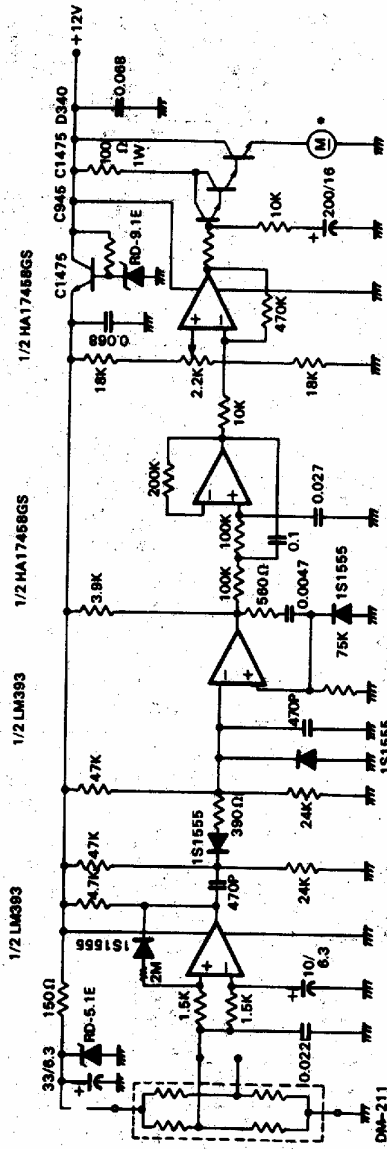 1/2 LM393
1/2 LM393
1/2 HA17458GS
1/2 HA17458GS
C1475
C945
C1475
D340
+12V
33/6.3
RD-5.1E
150Ω
4.7K
47K
47K
3.9K
18K
0.068
RD-9.1E
100
Ω
1W
0.068
1S1555
2M
1S1555
390Ω
200K
2.2K
1.5K
1.5K
470P
100K
100K
10K
470K
10K
560Ω
0.0047
0.1
0.022
10/
6.3
24K
24K
470P
1S1555
75K
1S1555
0.027
18K
200/16
M
DM-211